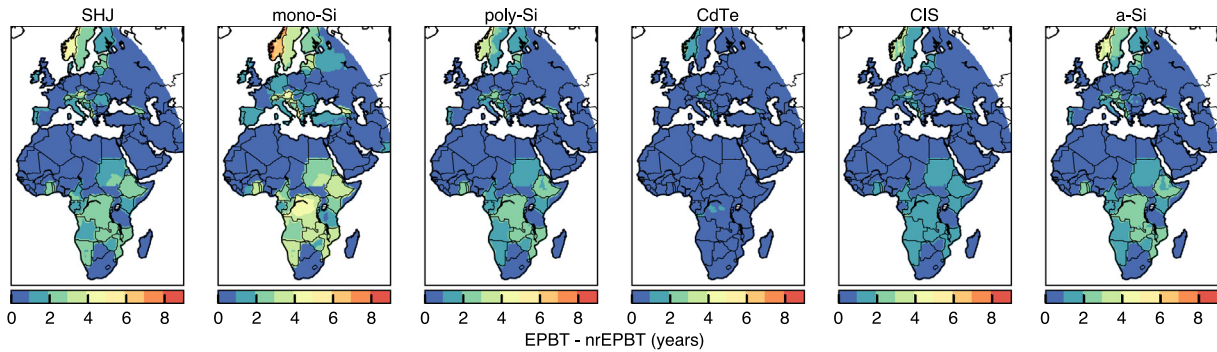 SHJ mono-Si poly-Si CdTe CIS a-Si
0 2 4 6 8 0 2 4 6 8 0 2 4 6 8 0 2 4 6 8 0 2 4 6 8 0 2 4 6 8
EPBT - nrEPBT (years)